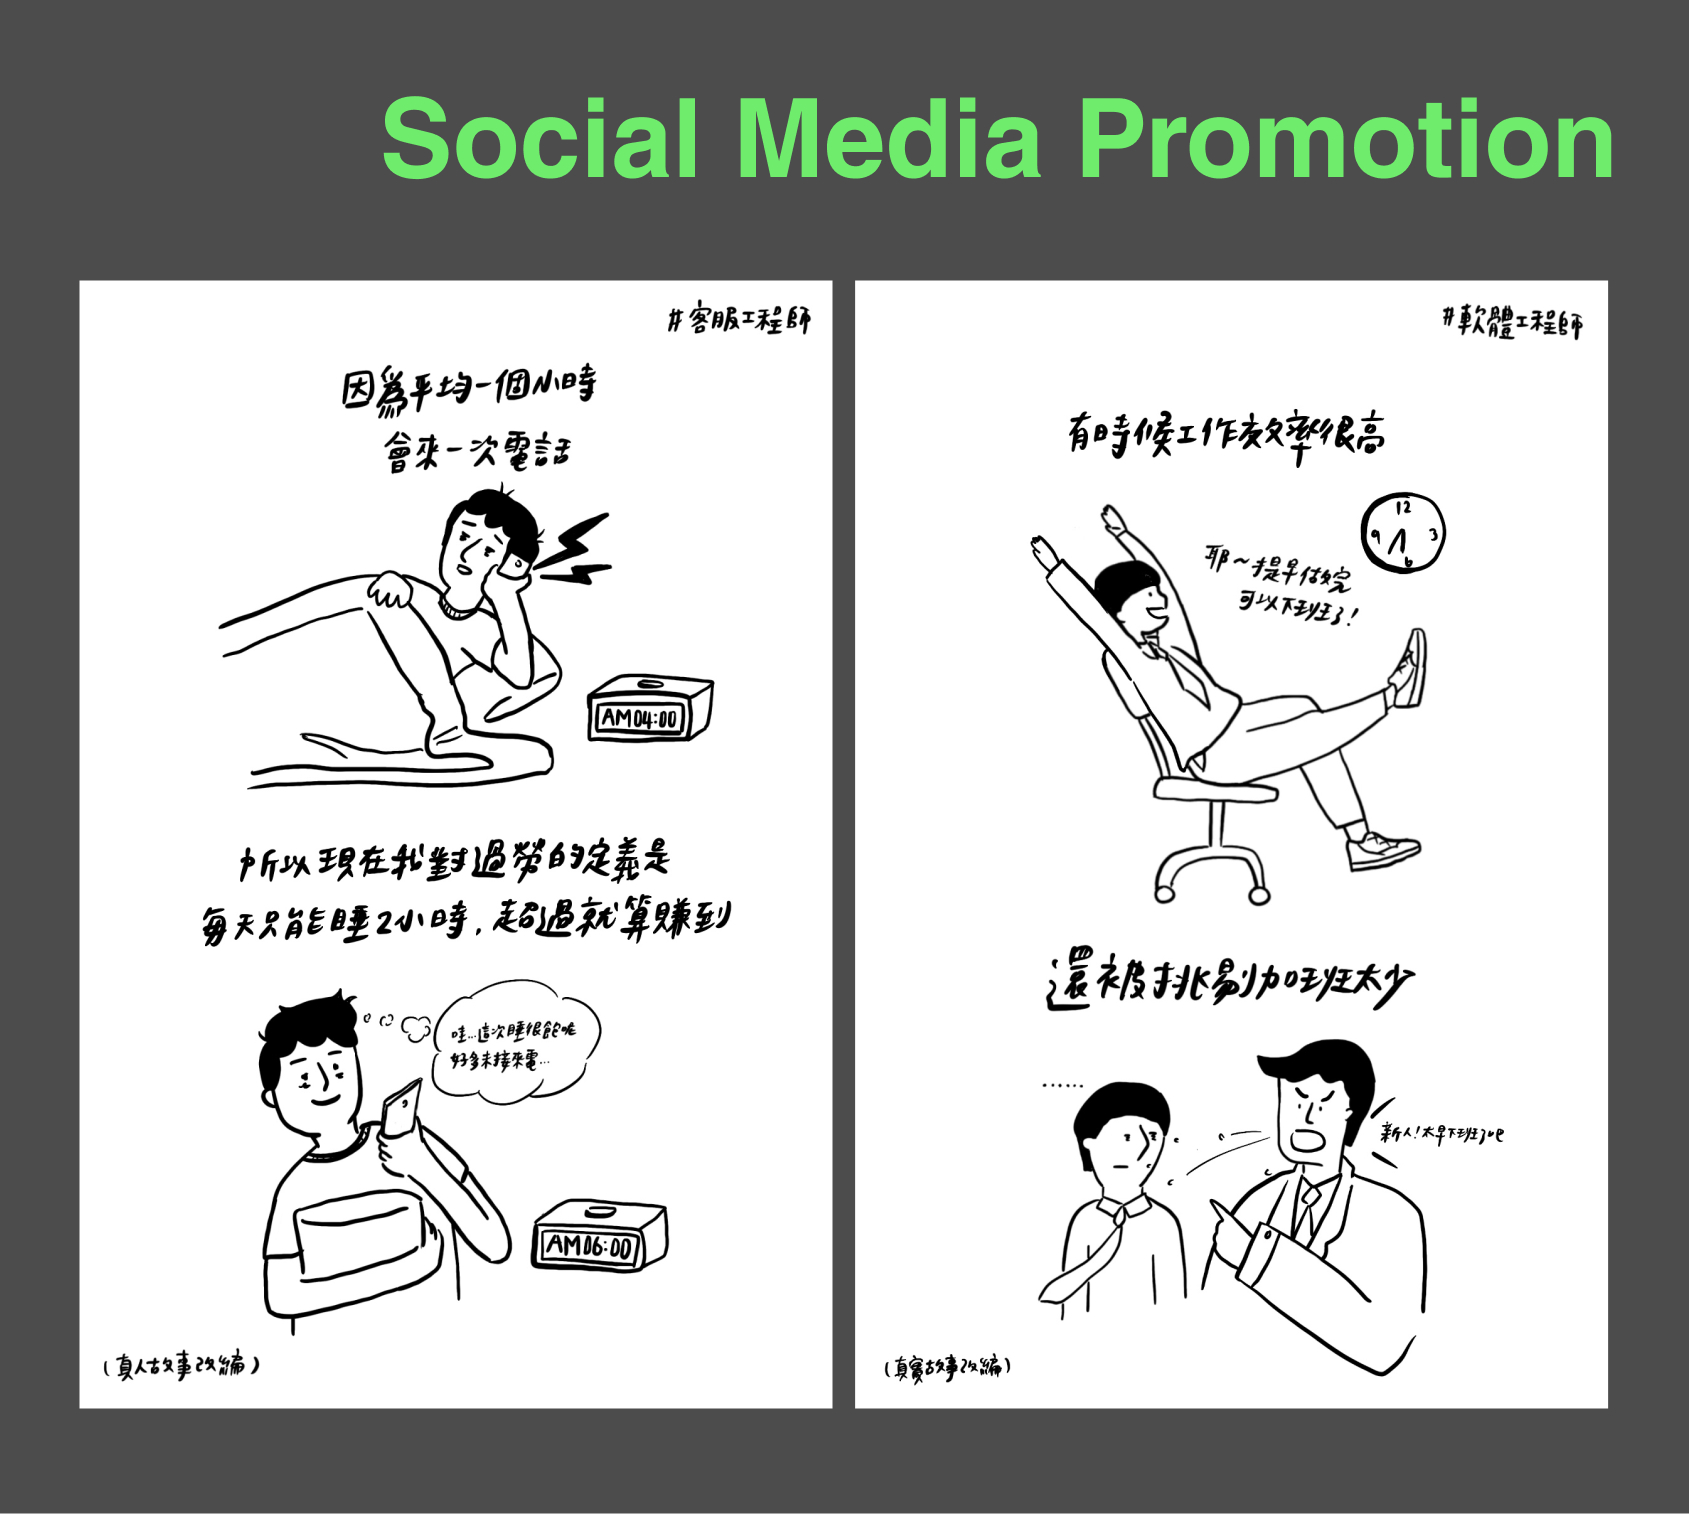 Social Media Promotion
#客服工程師
因為平均一個小時
會來一次電話
AM04:00
所以現在我對過勞的定義是
每天只能睡2小時,超過就算賺到
哇...這次睡很飽呢
好多未接來電...
AM06:00
(真人故事改編)
#軟體工程師
有時候工作效率很高
12
9
3
6
耶~提早做完
可以下班了!
還被挑剔加班太少
......
新人!太早下班了吧
(真實故事改編)